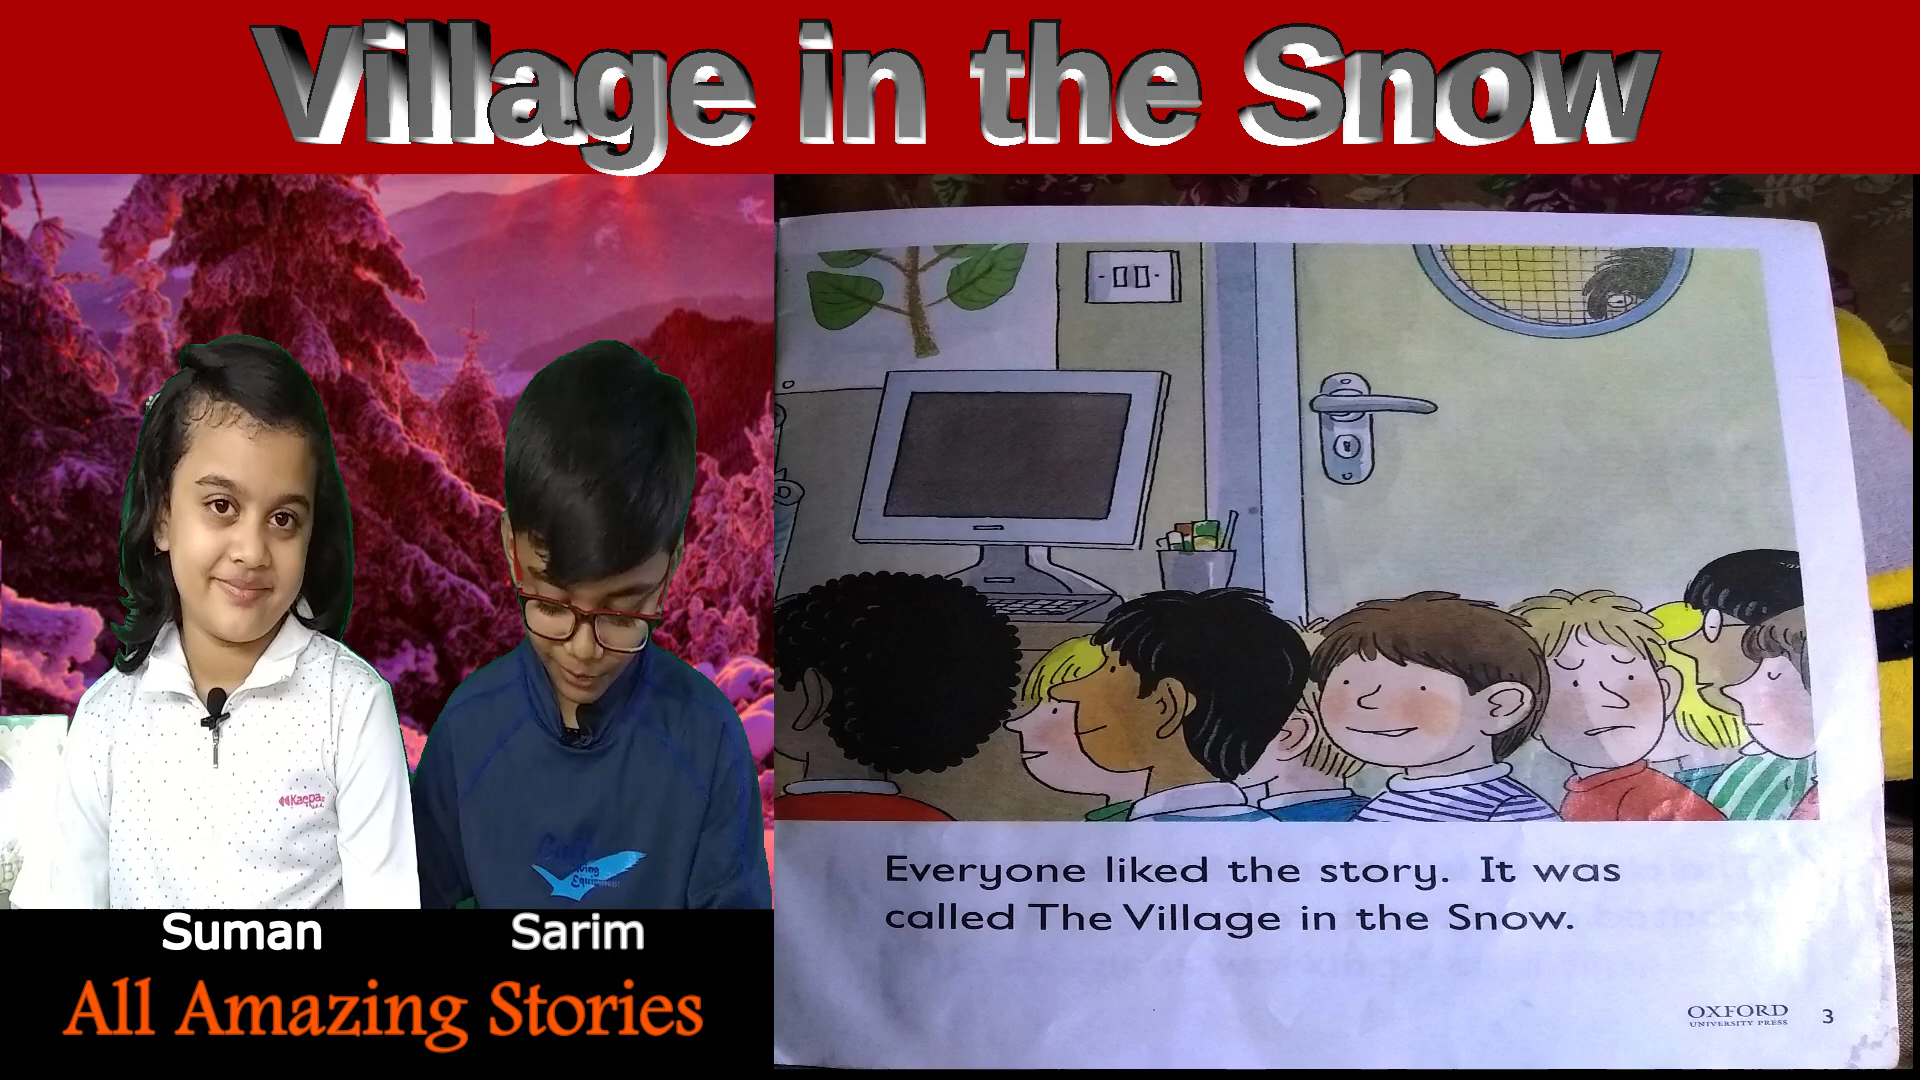 Village in the Snow
Kaepa
Suman
Sarim
All Amazing Stories
Everyone liked the story. It was
called The Village in the Snow.
OXFORD
UNIVERSITY PRESS
3